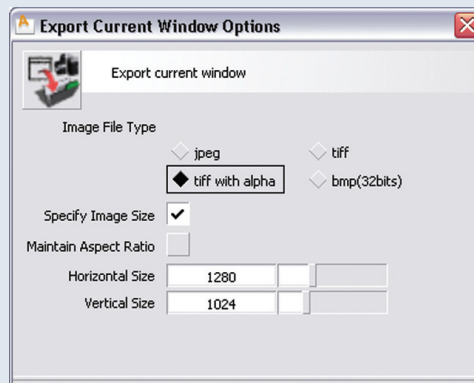 Export Current Window Options
Export current window
Image File Type
jpeg
tiff
tiff with alpha
bmp(32bits)
Specify Image Size
Maintain Aspect Ratio
Horizontal Size 1280
Vertical Size 1024